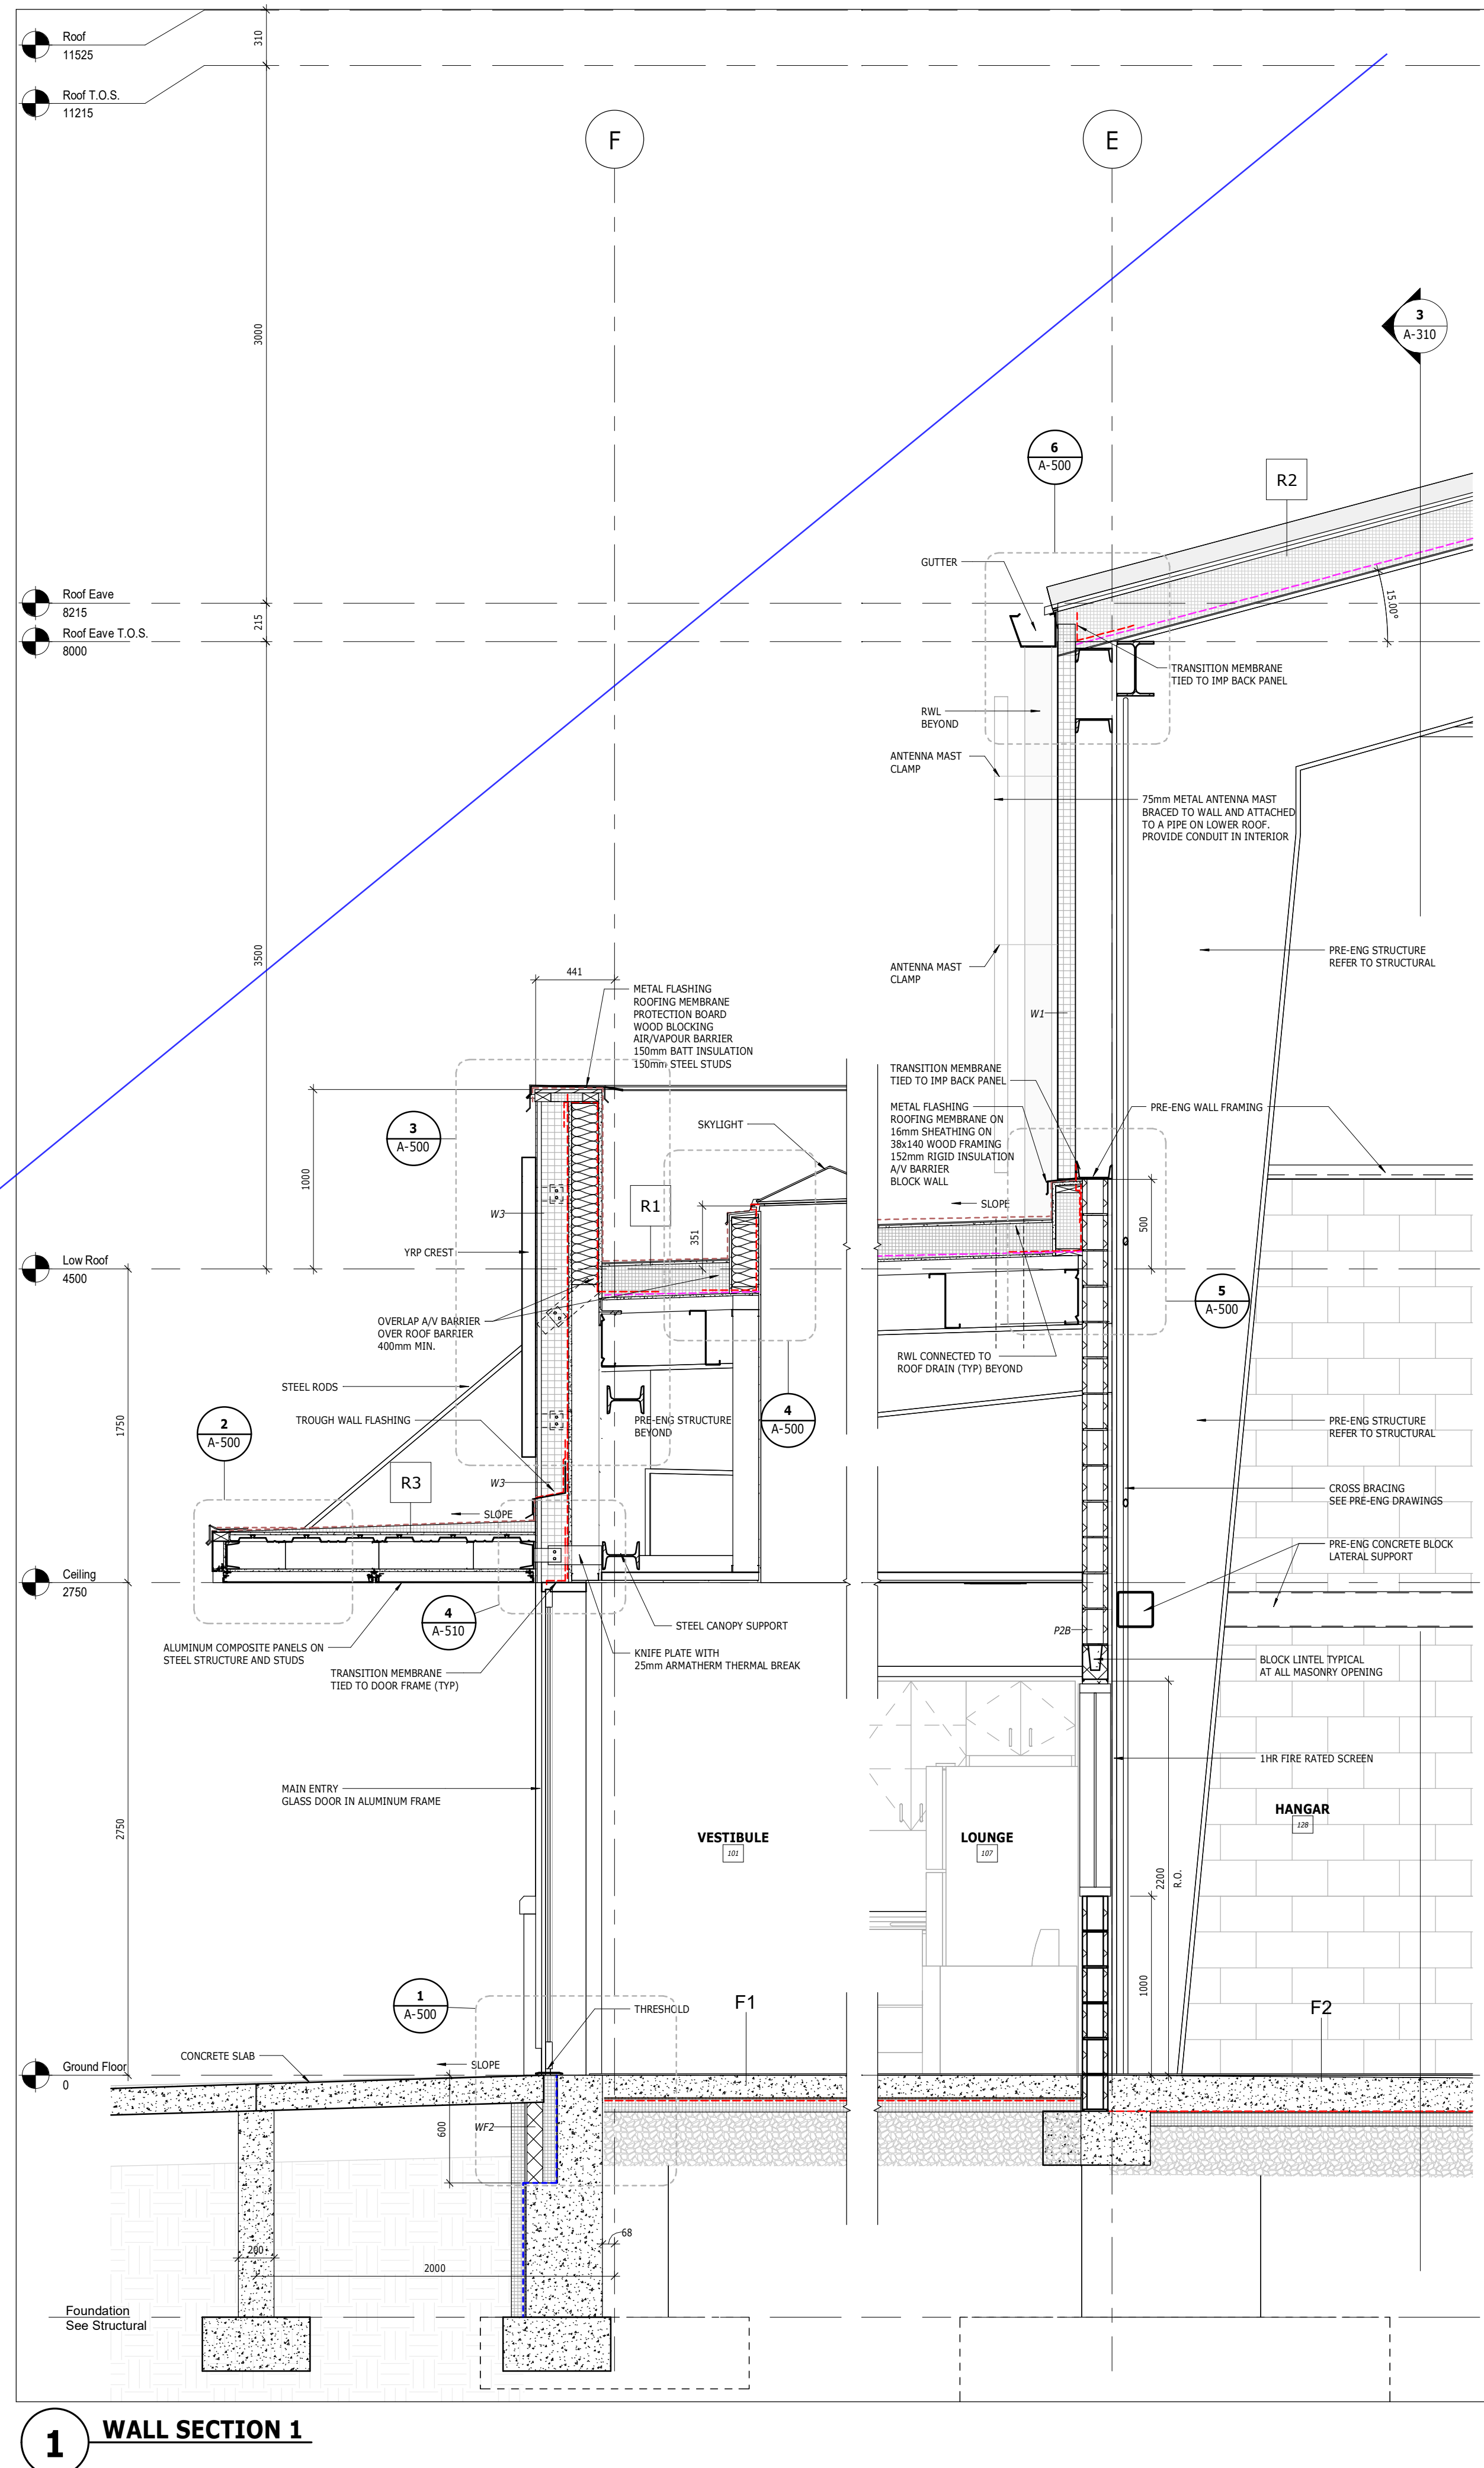 Roof
11525
310
Roof T.O.S.
11215
F
E
3000
3
A-310
6
A-500
R2
GUTTER
15.00°
Roof Eave
8215
215
Roof Eave T.O.S.
8000
TRANSITION MEMBRANE
TIED TO IMP BACK PANEL
RWL
BEYOND
ANTENNA MAST
CLAMP
75mm METAL ANTENNA MAST
BRACED TO WALL AND ATTACHED
TO A PIPE ON LOWER ROOF.
PROVIDE CONDUIT IN INTERIOR
3500
441
ANTENNA MAST
CLAMP
PRE-ENG STRUCTURE
REFER TO STRUCTURAL
METAL FLASHING
ROOFING MEMBRANE
PROTECTION BOARD
WOOD BLOCKING
AIR/VAPOUR BARRIER
150mm BATT INSULATION
150mm STEEL STUDS
W1
TRANSITION MEMBRANE
TIED TO IMP BACK PANEL
METAL FLASHING
ROOFING MEMBRANE ON
16mm SHEATHING ON
38x140 WOOD FRAMING
152mm RIGID INSULATION
A/V BARRIER
BLOCK WALL
PRE-ENG WALL FRAMING
3
A-500
SKYLIGHT
1000
R1
W3
SLOPE
500
351
YRP CREST
Low Roof
4500
5
A-500
OVERLAP A/V BARRIER
OVER ROOF BARRIER
400mm MIN.
RWL CONNECTED TO
ROOF DRAIN (TYP) BEYOND
STEEL RODS
2
A-500
TROUGH WALL FLASHING
PRE-ENG STRUCTURE
BEYOND
4
A-500
PRE-ENG STRUCTURE
REFER TO STRUCTURAL
1750
R3
W3
CROSS BRACING
SEE PRE-ENG DRAWINGS
SLOPE
PRE-ENG CONCRETE BLOCK
LATERAL SUPPORT
Ceiling
2750
4
A-510
STEEL CANOPY SUPPORT
P2B
ALUMINUM COMPOSITE PANELS ON
STEEL STRUCTURE AND STUDS
KNIFE PLATE WITH
25mm ARMATHERM THERMAL BREAK
BLOCK LINTEL TYPICAL
AT ALL MASONRY OPENING
TRANSITION MEMBRANE
TIED TO DOOR FRAME (TYP)
1HR FIRE RATED SCREEN
MAIN ENTRY
GLASS DOOR IN ALUMINUM FRAME
HANGAR
128
2750
VESTIBULE
101
LOUNGE
107
2200
R.O.
1000
1
A-500
THRESHOLD
F1
F2
CONCRETE SLAB
SLOPE
Ground Floor
0
600
WF2
68
200
2000
Foundation
See Structural
1
WALL SECTION 1